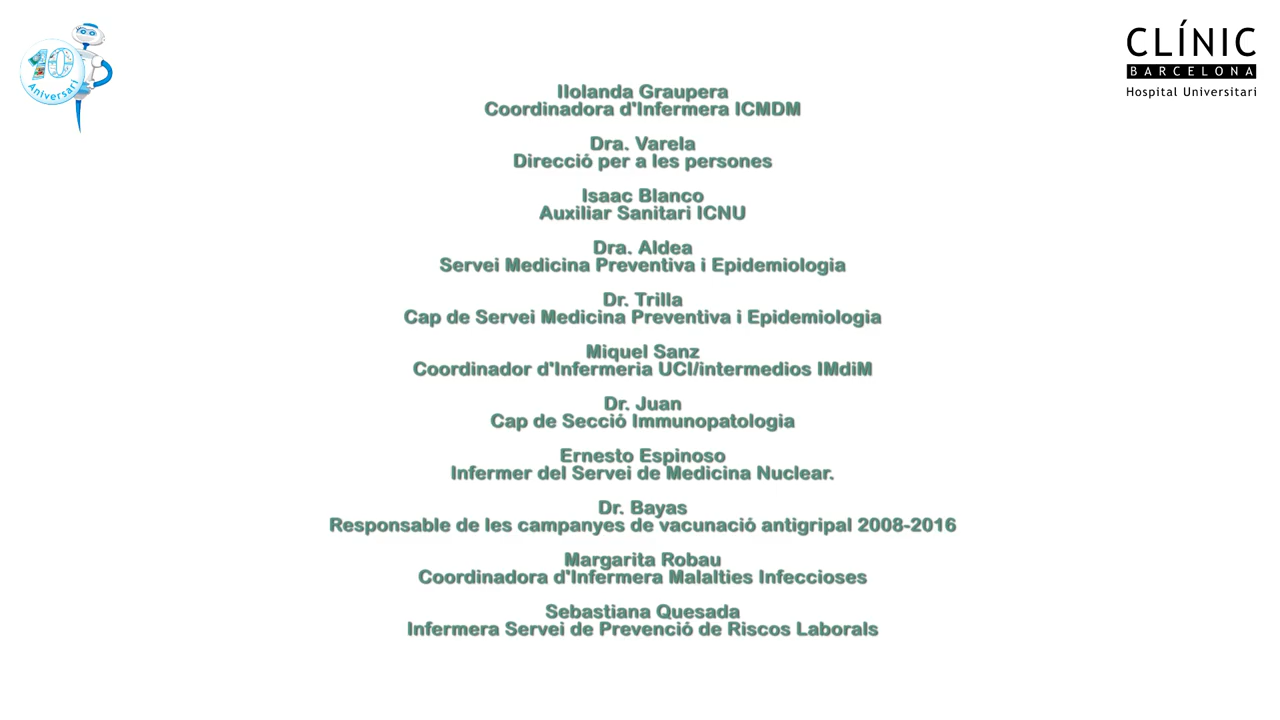 10
Aniversari
CLÍNIC
BARCELONA
Hospital Universitari
Ilolanda Graupera
Coordinadora d'Infermera ICMDM
Dra. Varela
Direcció per a les persones
Isaac Blanco
Auxiliar Sanitari ICNU
Dra. Aldea
Servei Medicina Preventiva i Epidemiologia
Dr. Trilla
Cap de Servei Medicina Preventiva i Epidemiologia
Miquel Sanz
Coordinador d'Infermeria UCI/intermedios IMdiM
Dr. Juan
Cap de Secció Immunopatologia
Ernesto Espinoso
Infermer del Servei de Medicina Nuclear.
Dr. Bayas
Responsable de les campanyes de vacunació antigripal 2008-2016
Margarita Robau
Coordinadora d'Infermera Malalties Infeccioses
Sebastiana Quesada
Infermera Servei de Prevenció de Riscos Laborals